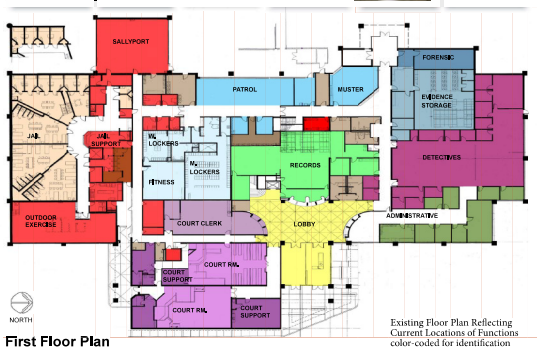 SALLYPORT
FORENSIC
PATROL
MUSTER
EVIDENCE
STORAGE
JAIL
JAIL
SUPPORT
W.
LOCKERS
M.
LOCKERS
RECORDS
DETECTIVES
FITNESS
OUTDOOR
EXERCISE
COURT CLERK
LOBBY
ADMINISTRATIVE
COURT RM.
COURT
SUPPORT
COURT RM.
COURT
SUPPORT
NORTH
First Floor Plan
Existing Floor Plan Reflecting
Current Locations of Functions
color-coded for identification